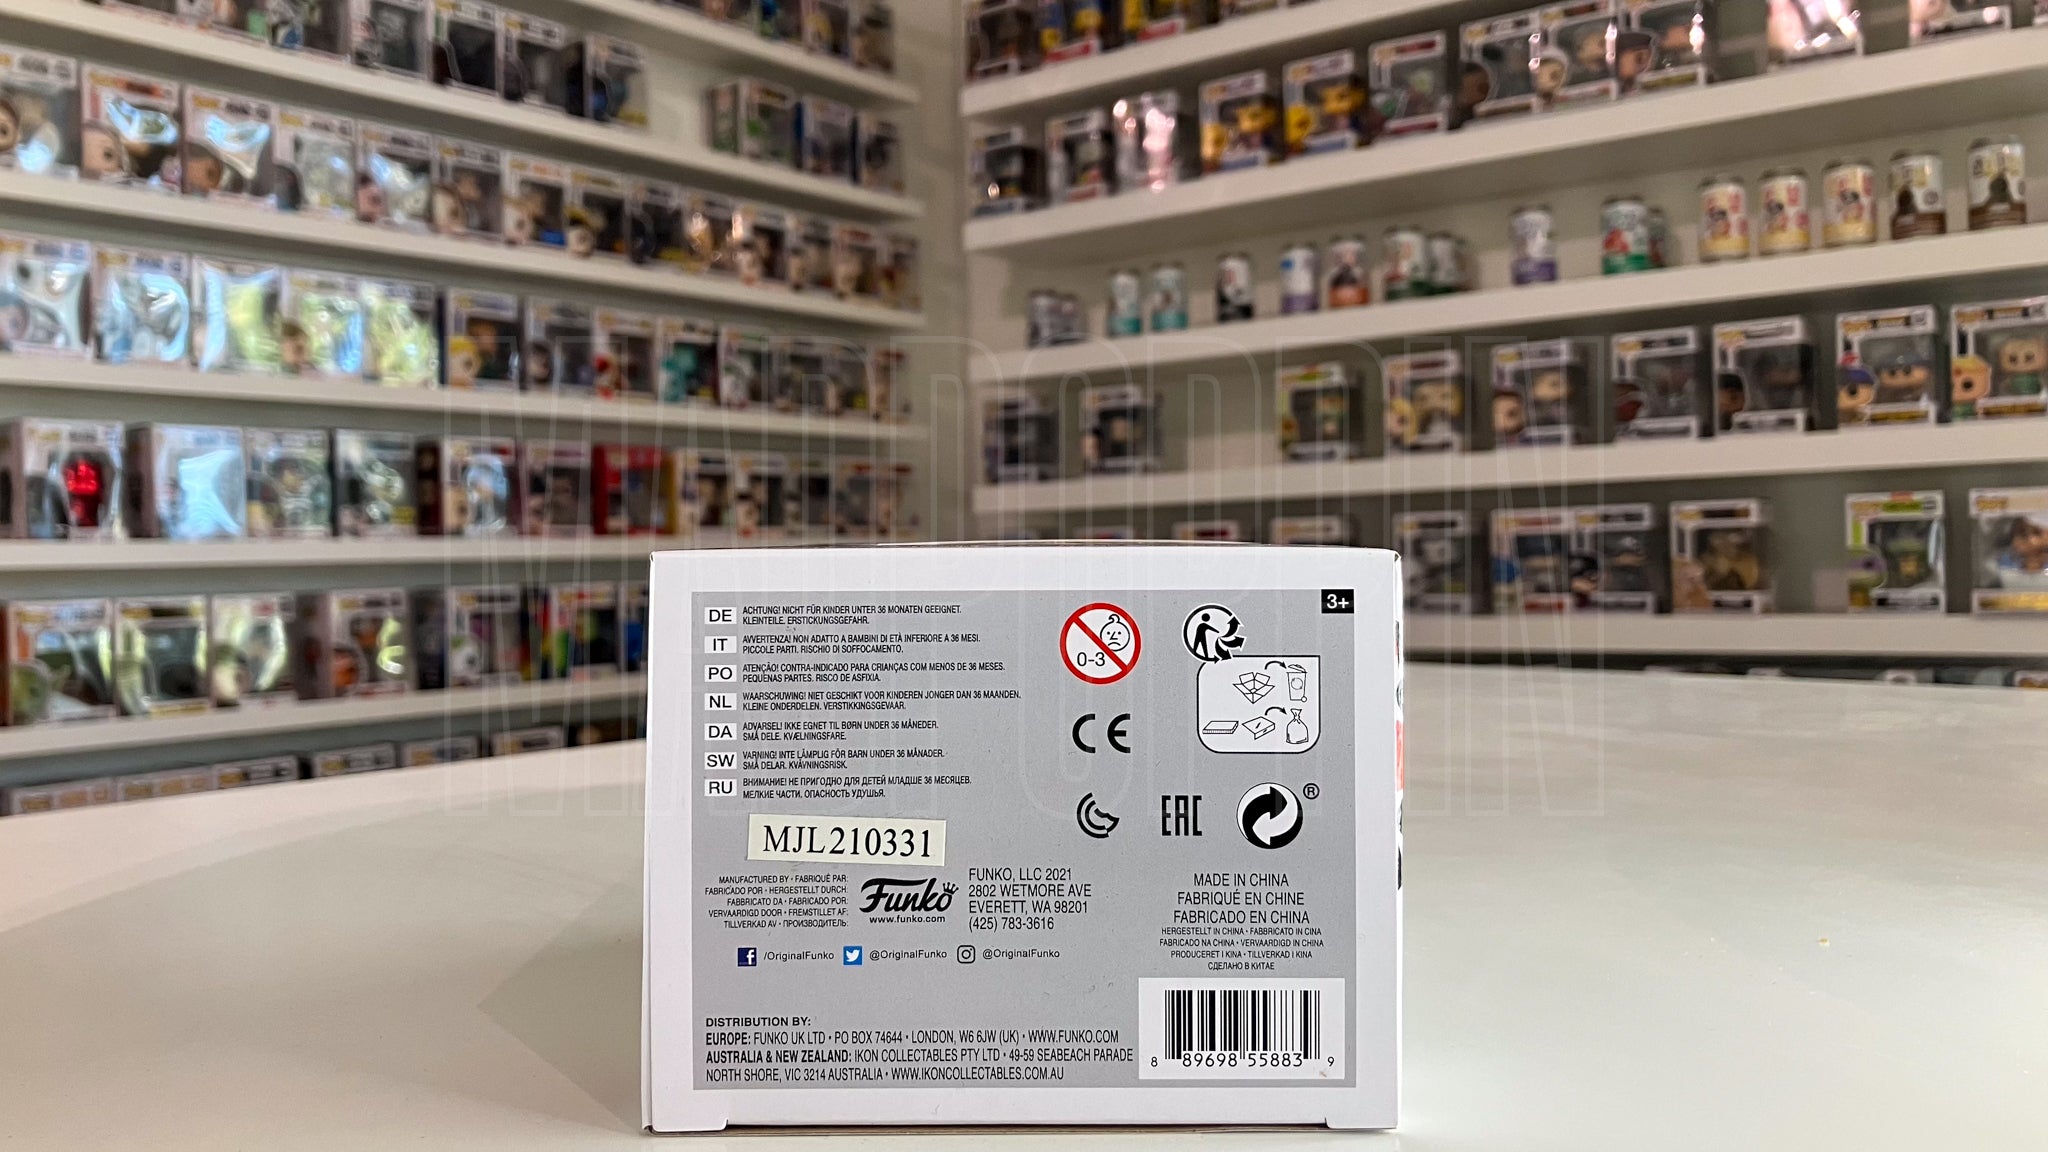 MADPOPPIN
3+
DE ACHTUNG! NICHT FÜR KINDER UNTER 36 MONATEN GEEIGNET.
KLEINTEILE. ERSTICKUNGSGEFAHR.
IT AVVERTENZA! NON ADATTO A BAMBINI DI ETÀ INFERIORE A 36 MESI.
PICCOLE PARTI. RISCHIO DI SOFFOCAMENTO.
PO ATENÇÃO! CONTRA-INDICADO PARA CRIANÇAS COM MENOS DE 36 MESES.
PEQUENAS PARTES. RISCO DE ASFIXIA.
NL WAARSCHUWING! NIET GESCHIKT VOOR KINDEREN JONGER DAN 36 MAANDEN.
KLEINE ONDERDELEN. VERSTIKKINGSGEVAAR.
DA ADVARSEL! IKKE EGNET TIL BØRN UNDER 36 MÅNEDER.
SMÅ DELE. KVÆLNINGSFARE.
SW VARNING! INTE LÄMPLIG FÖR BARN UNDER 36 MÅNADER.
SMÅ DELAR. KVÄVNINGSRISK.
RU ВНИМАНИЕ! НЕ ПРИГОДНО ДЛЯ ДЕТЕЙ МЛАДШЕ 36 МЕСЯЦЕВ.
МЕЛКИЕ ЧАСТИ. ОПАСНОСТЬ УДУШЬЯ.
0-3
CE
EAC
®
MJL210331
MANUFACTURED BY • FABRIQUÉ PAR:
FABRICADO POR • HERGESTELLT DURCH:
FABBRICATO DA • FABRICADO POR:
VERVAARDIGD DOOR • FREMSTILLET AF:
TILLVERKAD AV • ПРОИЗВОДИТЕЛЬ:
Funko
www.funko.com
FUNKO, LLC 2021
2802 WETMORE AVE
EVERETT, WA 98201
(425) 783-3616
MADE IN CHINA
FABRIQUÉ EN CHINE
FABRICADO EN CHINA
HERGESTELLT IN CHINA • FABBRICATO IN CINA
FABRICADO NA CHINA • VERVAARDIGD IN CHINA
PRODUCERET I KINA • TILLVERKAD I KINA
СДЕЛАНО В КИТАЕ
/OriginalFunko @OriginalFunko @OriginalFunko
DISTRIBUTION BY:
EUROPE: FUNKO UK LTD • PO BOX 74644 • LONDON, W6 6JW (UK) • WWW.FUNKO.COM
AUSTRALIA & NEW ZEALAND: IKON COLLECTABLES PTY LTD • 49-59 SEABEACH PARADE
NORTH SHORE, VIC 3214 AUSTRALIA • WWW.IKONCOLLECTABLES.COM.AU
8 89698 55883 9